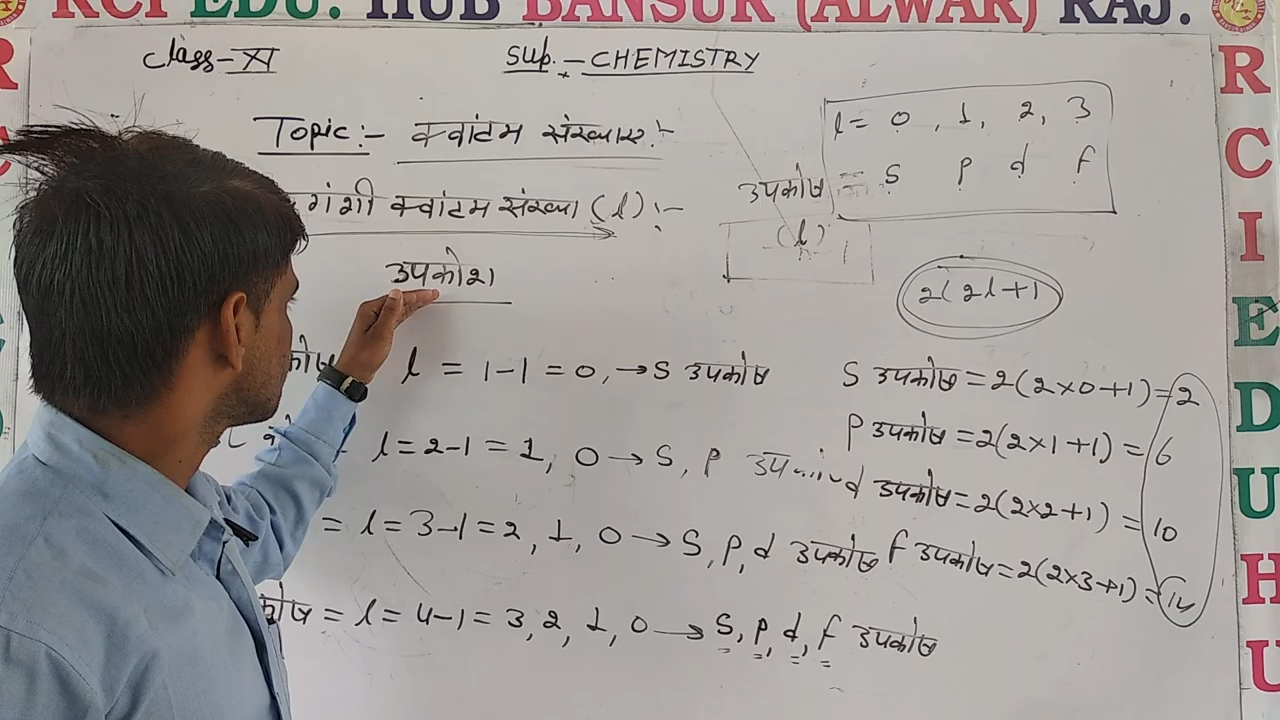 RCI EDU. HUB BANSUR (ALWAR) RAJ.
Class-XI
Sub.- CHEMISTRY
Topic:- क्वांटम संख्याए:-
गंशी क्वांटम संख्या (l):-
उपकोश
l = 0, 1, 2, 3
उपकोष = s p d f
(l)
n-1
2(2l+1
कोष l = 1-1 = 0, → S उपकोष
l = 2-1 = 1, 0 → S, P
= l = 3-1 = 2, 1, 0 → S, P, d उपकोष
कोष = l = 4-1 = 3, 2, 1, 0 → S, P, d, f उपकोष
S उपकोष = 2(2×0+1) = 2
P उपकोष = 2(2×1+1) = 6
d उपकोष = 2(2×2+1) = 10
f उपकोष = 2(2×3+1) = 14
R C I E D U H U